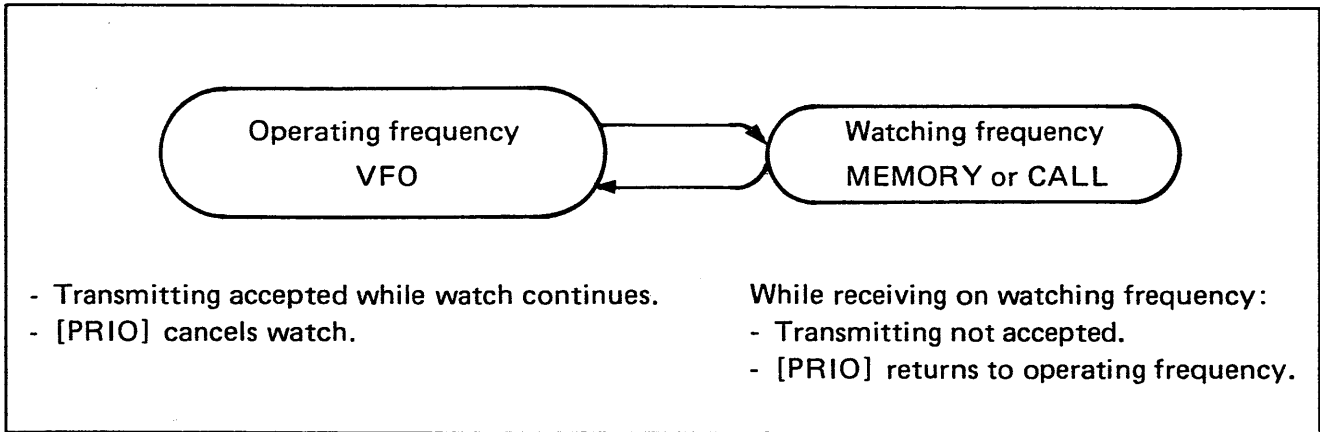 Operating frequency
VFO
Watching frequency
MEMORY or CALL
- Transmitting accepted while watch continues.
- [PRIO] cancels watch.
While receiving on watching frequency:
- Transmitting not accepted.
- [PRIO] returns to operating frequency.